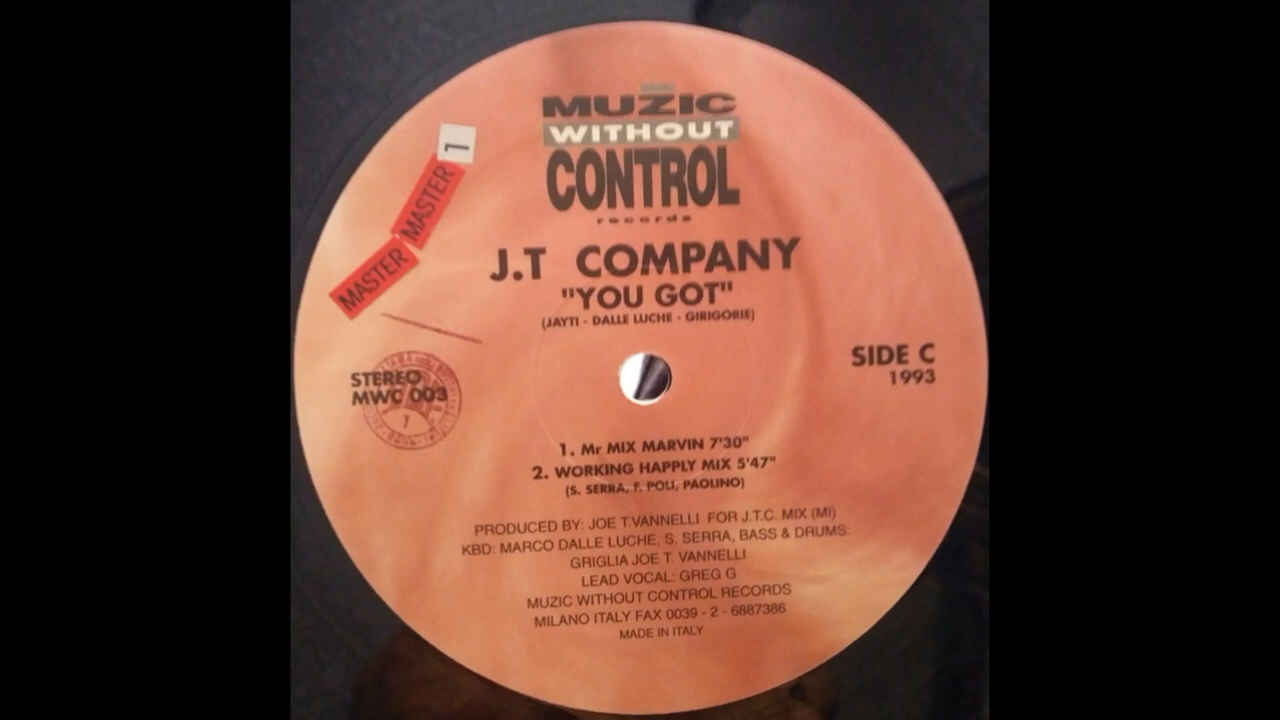 MUZIC
WITHOUT
CONTROL
records
J.T COMPANY
"YOU GOT"
(JAYTI - DALLE LUCHE - GIRIGORIE)
MASTER MASTER 1
STEREO
MWC 003
SIDE C
1993
1. Mr MIX MARVIN 7'30"
2. WORKING HAPPLY MIX 5'47"
(S. SERRA, F. POLI, PAOLINO)
PRODUCED BY: JOE T.VANNELLI FOR J.T.C. MIX (MI)
KBD: MARCO DALLE LUCHE, S. SERRA, BASS & DRUMS:
GRIGLIA JOE T. VANNELLI
LEAD VOCAL: GREG G
MUZIC WITHOUT CONTROL RECORDS
MILANO ITALY FAX 0039 - 2 - 6887386
MADE IN ITALY